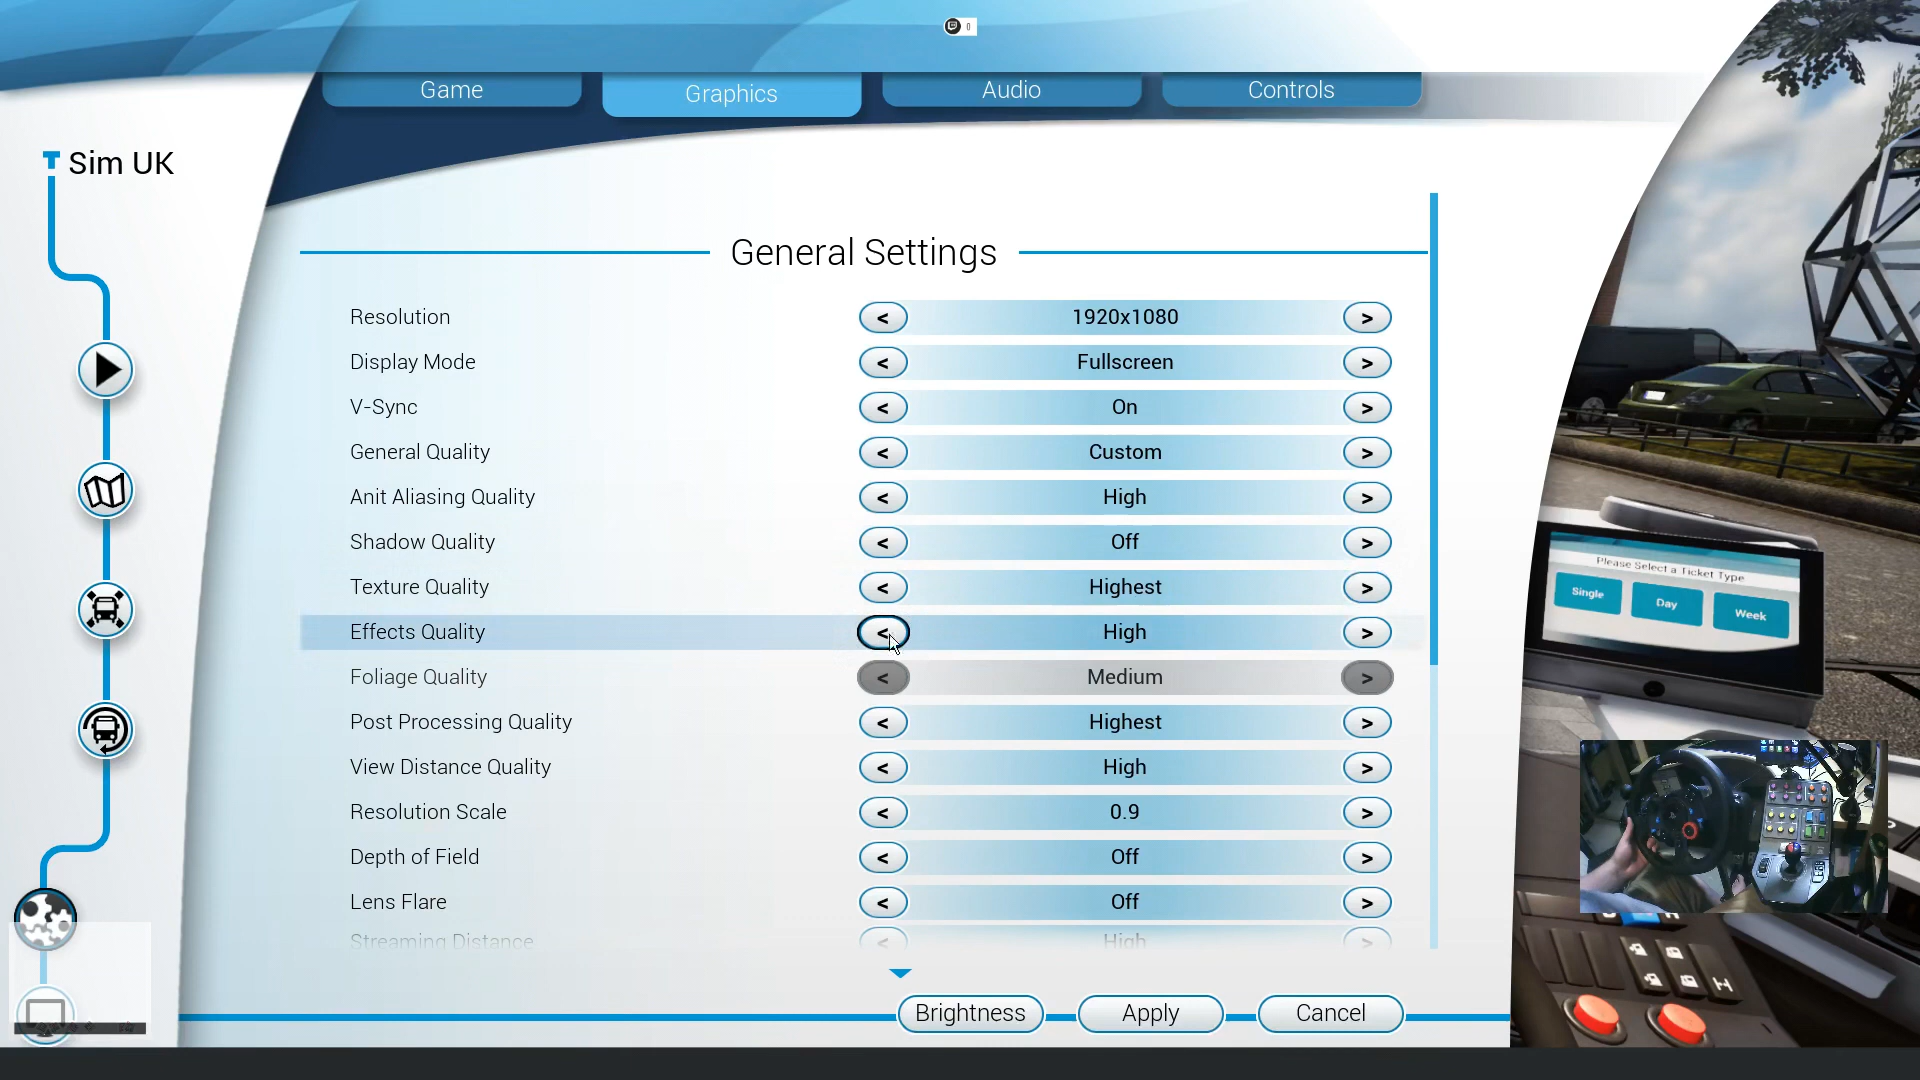 0
Game
Graphics
Audio
Controls
T Sim UK
General Settings
Resolution < 1920x1080 >
Display Mode < Fullscreen >
V-Sync < On >
General Quality < Custom >
Anit Aliasing Quality < High >
Shadow Quality < Off >
Texture Quality < Highest >
Effects Quality < High >
Foliage Quality < Medium >
Post Processing Quality < Highest >
View Distance Quality < High >
Resolution Scale < 0.9 >
Depth of Field < Off >
Lens Flare < Off >
Streaming Distance < High >
Brightness
Apply
Cancel
Please Select a Ticket Type
Single
Day
Week